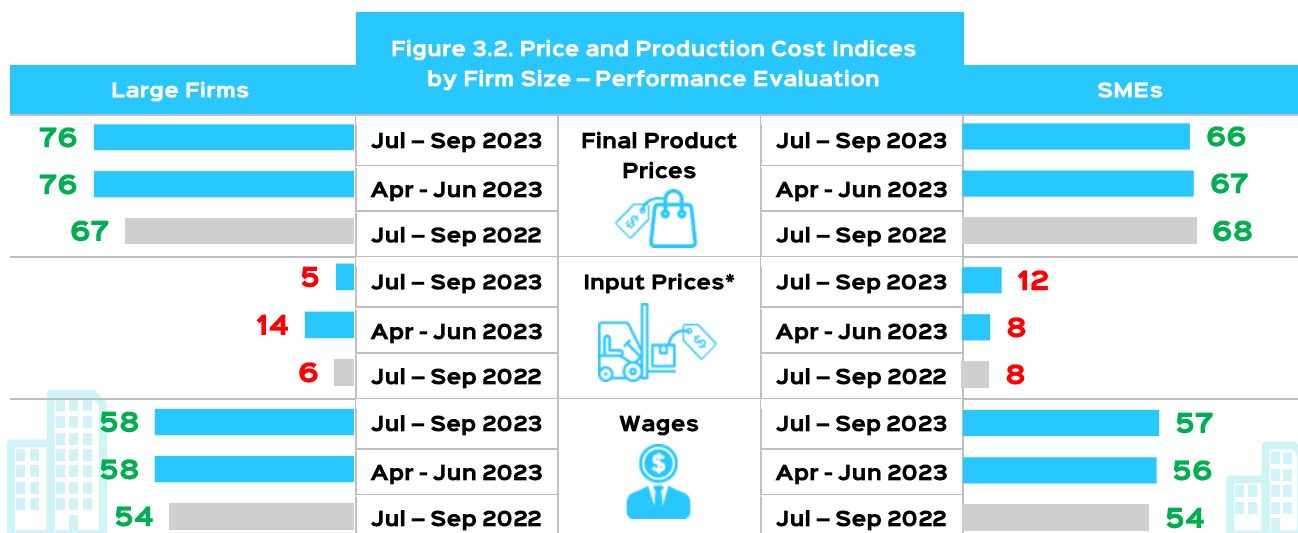 Figure 3.2. Price and Production Cost Indices
by Firm Size – Performance Evaluation
Large Firms
SMEs
76
Jul – Sep 2023
Final Product
Prices
Jul – Sep 2023
66
76
Apr - Jun 2023
Apr - Jun 2023
67
67
Jul – Sep 2022
Jul – Sep 2022
68
5
Jul – Sep 2023
Input Prices*
Jul – Sep 2023
12
14
Apr - Jun 2023
$
Apr - Jun 2023
8
6
Jul – Sep 2022
Jul – Sep 2022
8
58
Jul – Sep 2023
Wages
Jul – Sep 2023
57
58
Apr - Jun 2023
$
Apr - Jun 2023
56
54
Jul – Sep 2022
Jul – Sep 2022
54